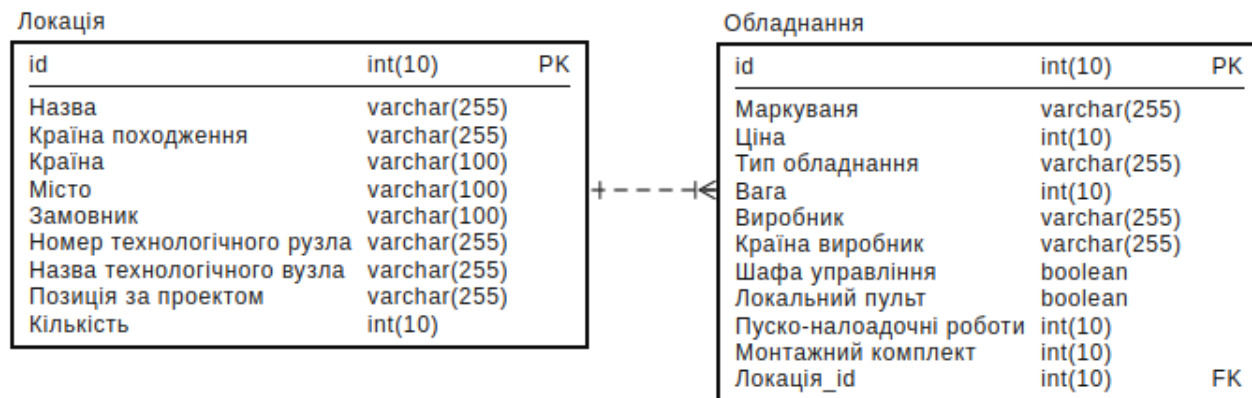 Локація
id int(10) PK
Назва varchar(255)
Країна походження varchar(255)
Країна varchar(100)
Місто varchar(100)
Замовник varchar(100)
Номер технологічного рузла varchar(255)
Назва технологічного вузла varchar(255)
Позиція за проектом varchar(255)
Кількість int(10)
Обладнання
id int(10) PK
Маркуваня varchar(255)
Ціна int(10)
Тип обладнання varchar(255)
Вага int(10)
Виробник varchar(255)
Країна виробник varchar(255)
Шафа управління boolean
Локальний пульт boolean
Пуско-налоадочні роботи int(10)
Монтажний комплект int(10)
Локація_id int(10) FK